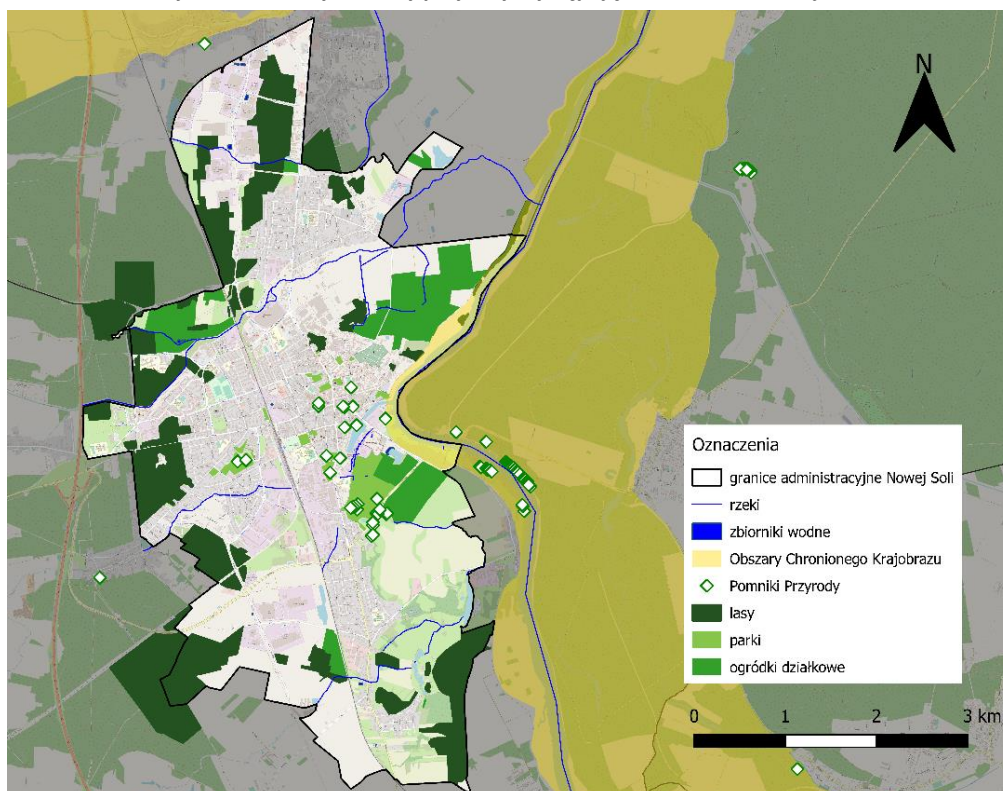 N
Oznaczenia
granice administracyjne Nowej Soli
rzeki
zbiorniki wodne
Obszary Chronionego Krajobrazu
Pomniki Przyrody
lasy
parki
ogródki działkowe
0 1 2 3 km